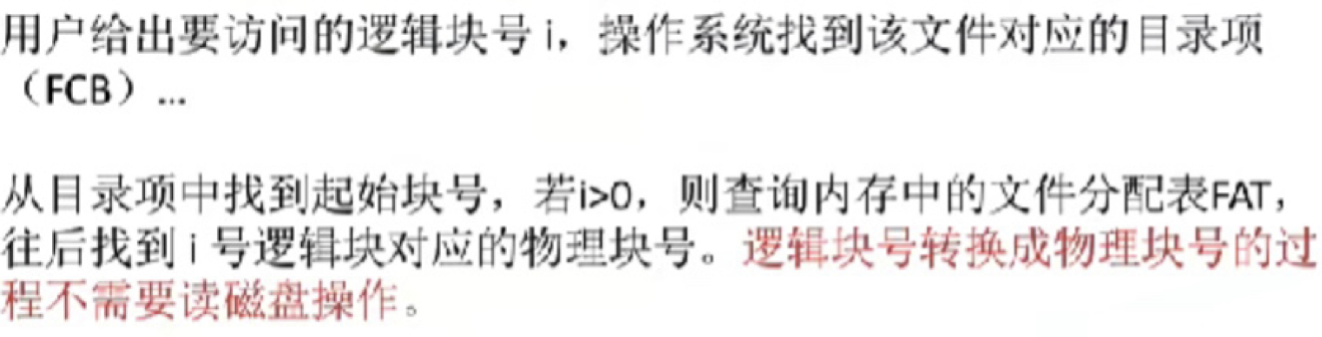 用户给出要访问的逻辑块号 i，操作系统找到该文件对应的目录项
（FCB）...
从目录项中找到起始块号，若i>0，则查询内存中的文件分配表FAT，
往后找到 i 号逻辑块对应的物理块号。逻辑块号转换成物理块号的过
程不需要读磁盘操作。